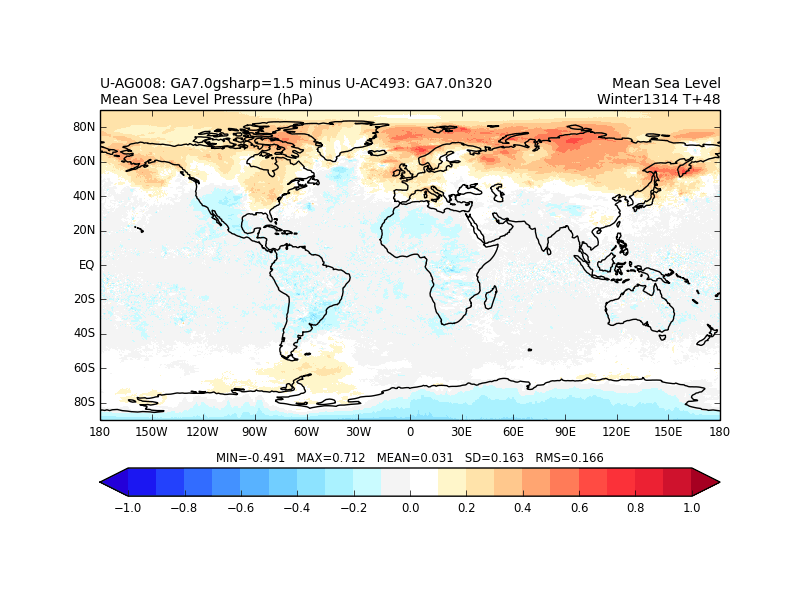 U-AG008: GA7.0gsharp=1.5 minus U-AC493: GA7.0n320 Mean Sea Level
Mean Sea Level Pressure (hPa) Winter1314 T+48
80N
60N
40N
20N
EQ
20S
40S
60S
80S
180 150W 120W 90W 60W 30W 0 30E 60E 90E 120E 150E 180
MIN=-0.491 MAX=0.712 MEAN=0.031 SD=0.163 RMS=0.166
−1.0 −0.8 −0.6 −0.4 −0.2 0.0 0.2 0.4 0.6 0.8 1.0